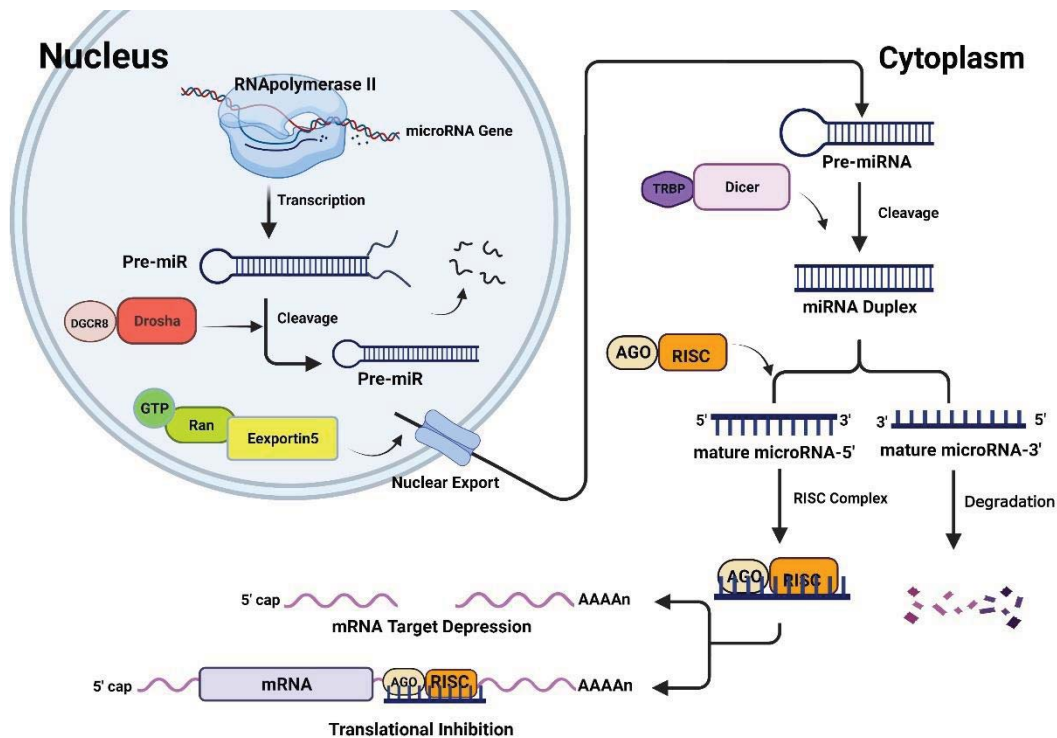 Nucleus
RNApolymerase II
microRNA Gene
Transcription
Pre-miR
DGCR8
Drosha
Cleavage
Pre-miR
GTP
Ran
Eexportin5
Nuclear Export
Cytoplasm
Pre-miRNA
TRBP
Dicer
Cleavage
miRNA Duplex
AGO
RISC
5' 3'
mature microRNA-5'
3' 5'
mature microRNA-3'
RISC Complex
Degradation
AGO
RISC
5' cap AAAAn
mRNA Target Depression
5' cap mRNA AGO RISC AAAAn
Translational Inhibition